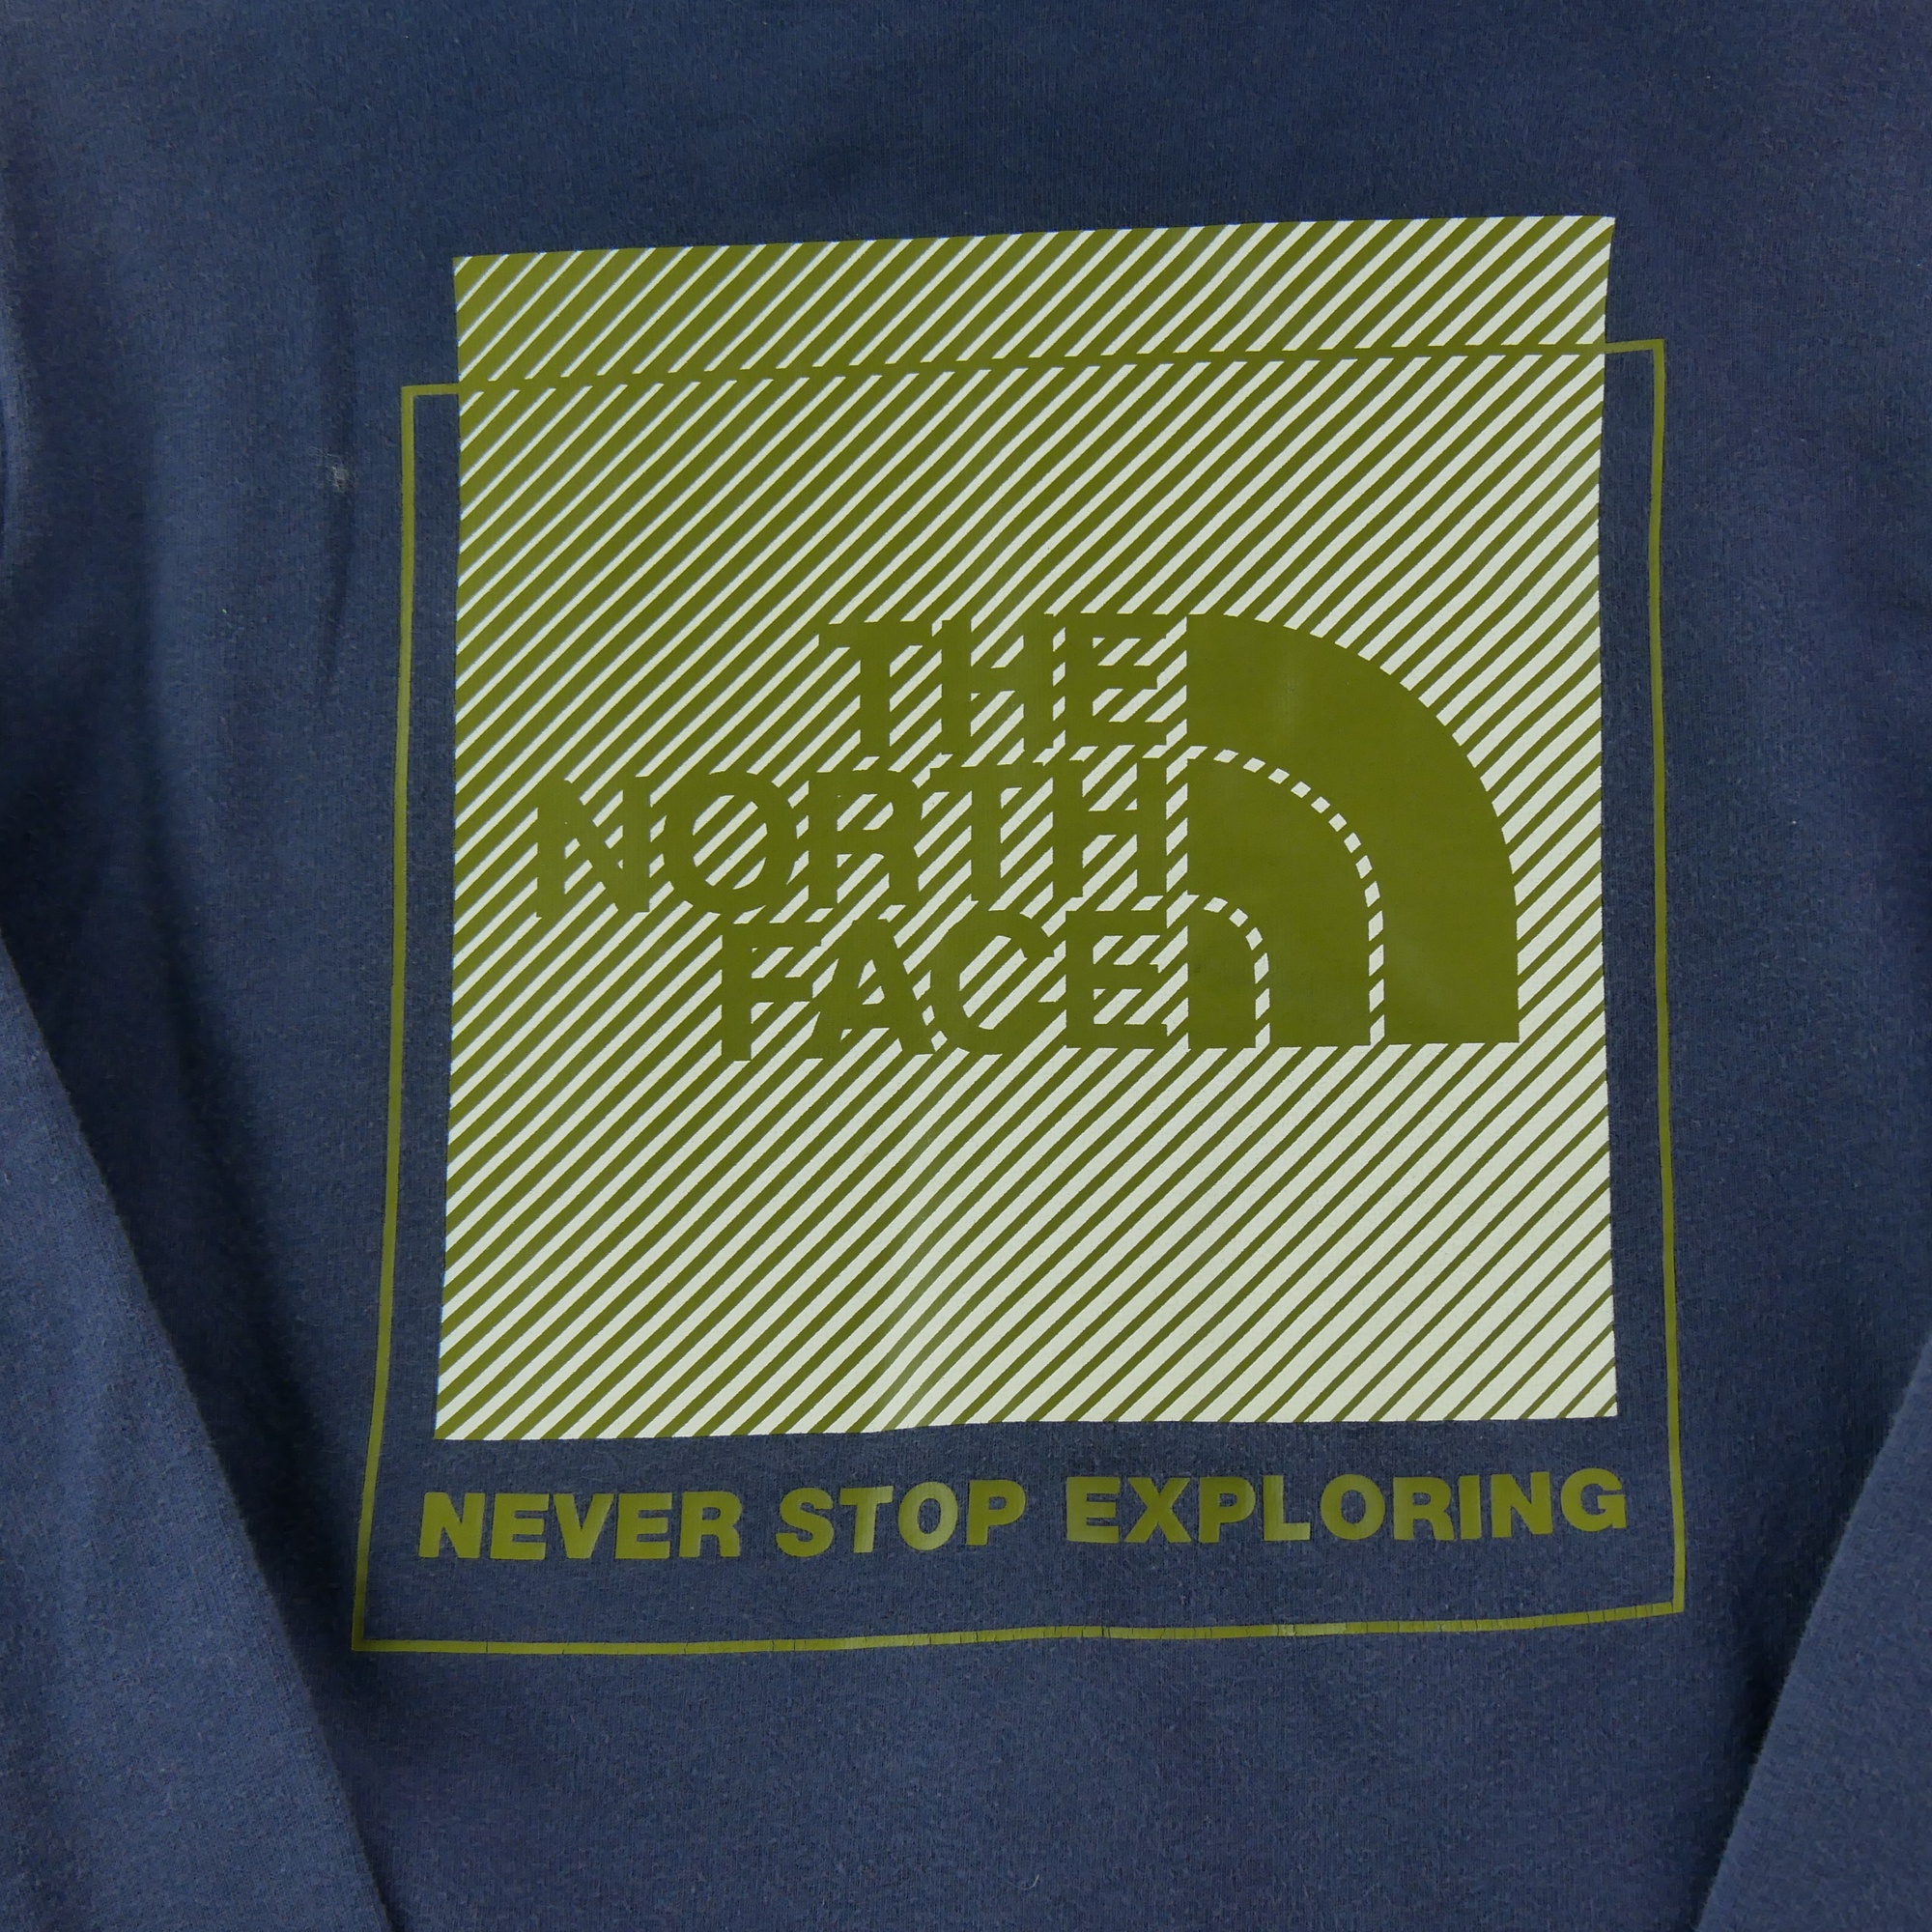 THE
NORTH
FACE
NEVER STOP EXPLORING